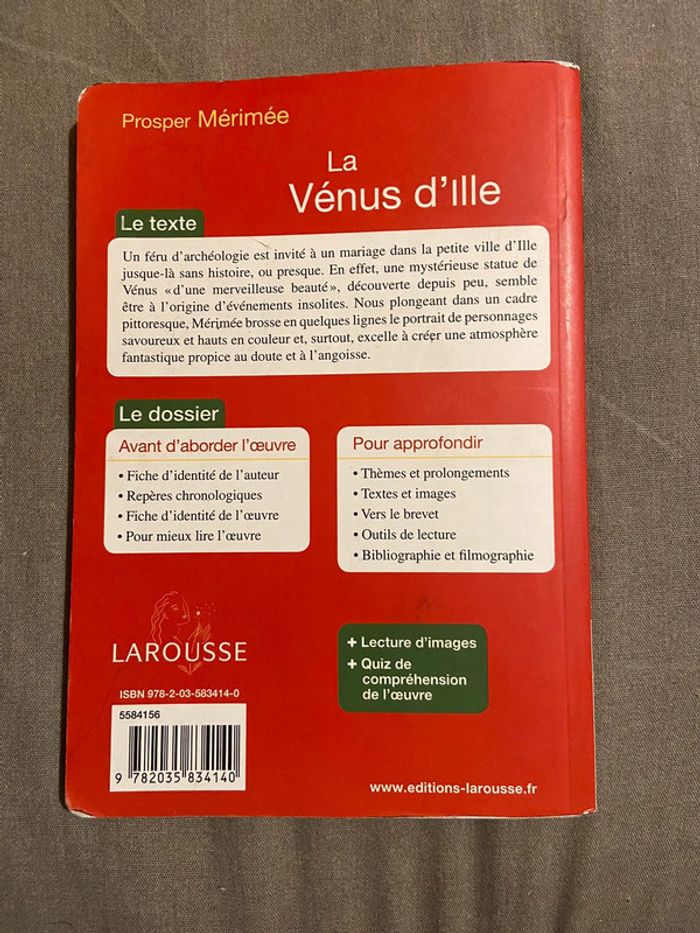 Prosper Mérimée
La
Vénus d'Ille
Le texte
Un féru d'archéologie est invité à un mariage dans la petite ville d'Ille
jusque-là sans histoire, ou presque. En effet, une mystérieuse statue de
Vénus « d'une merveilleuse beauté », découverte depuis peu, semble
être à l'origine d'événements insolites. Nous plongeant dans un cadre
pittoresque, Mérimée brosse en quelques lignes le portrait de personnages
savoureux et hauts en couleur et, surtout, excelle à créer une atmosphère
fantastique propice au doute et à l'angoisse.
Le dossier
Avant d'aborder l'œuvre
• Fiche d'identité de l'auteur
• Repères chronologiques
• Fiche d'identité de l'œuvre
• Pour mieux lire l'œuvre
Pour approfondir
• Thèmes et prolongements
• Textes et images
• Vers le brevet
• Outils de lecture
• Bibliographie et filmographie
+ Lecture d'images
+ Quiz de
compréhension
de l'œuvre
LAROUSSE
ISBN 978-2-03-583414-0
5584156
9 782035 834140
www.editions-larousse.fr